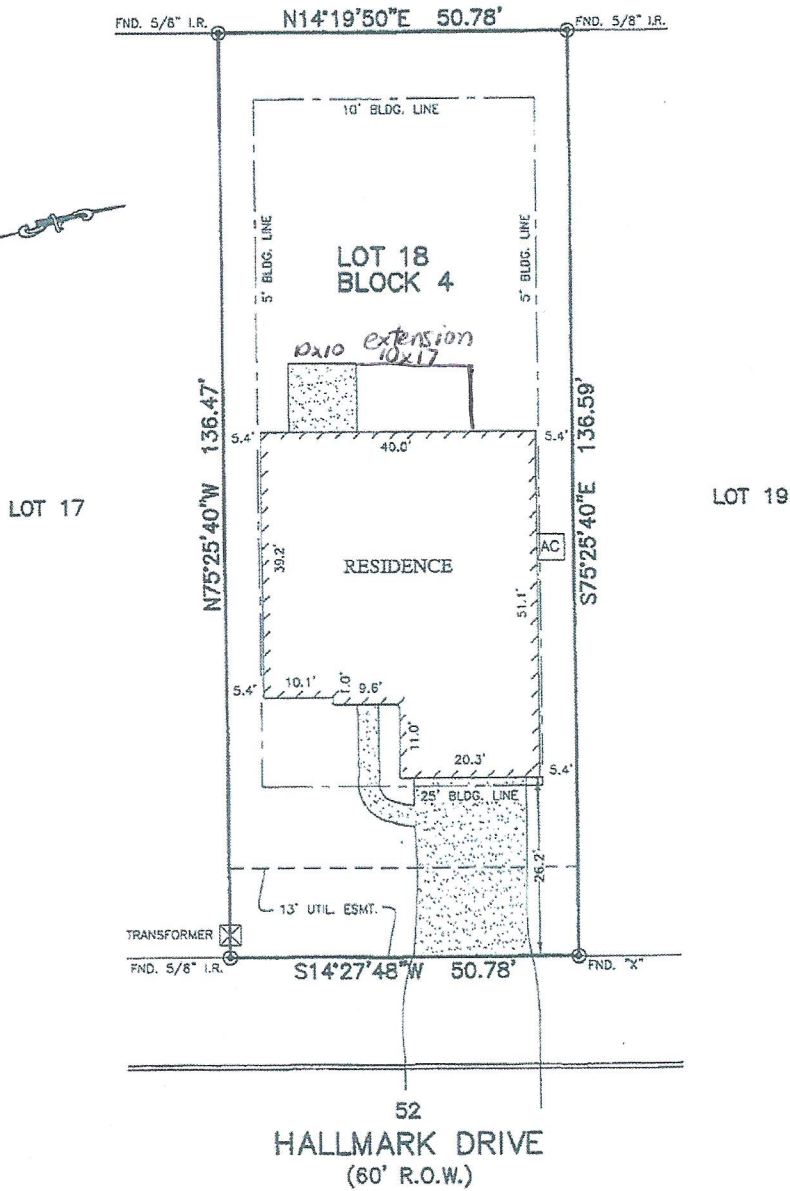 FND. 5/8" I.R.
N14°19'50"E 50.78'
FND. 5/8" I.R.
10' BLDG. LINE
5' BLDG. LINE
5' BLDG. LINE
LOT 18
BLOCK 4
10x10
extension
10x17
N75°25'40"W 136.47'
S75°25'40"E 136.59'
5.4'
40.0'
5.4'
LOT 17
LOT 19
39.2'
RESIDENCE
AC
51.1'
5.4'
10.1'
1.0'
9.6'
11.0'
20.3'
5.4'
25' BLDG. LINE
26.2'
13' UTIL. ESMT.
TRANSFORMER
FND. 5/8" I.R.
S14°27'48"W 50.78'
FND. "X"
52
HALLMARK DRIVE
(60' R.O.W.)